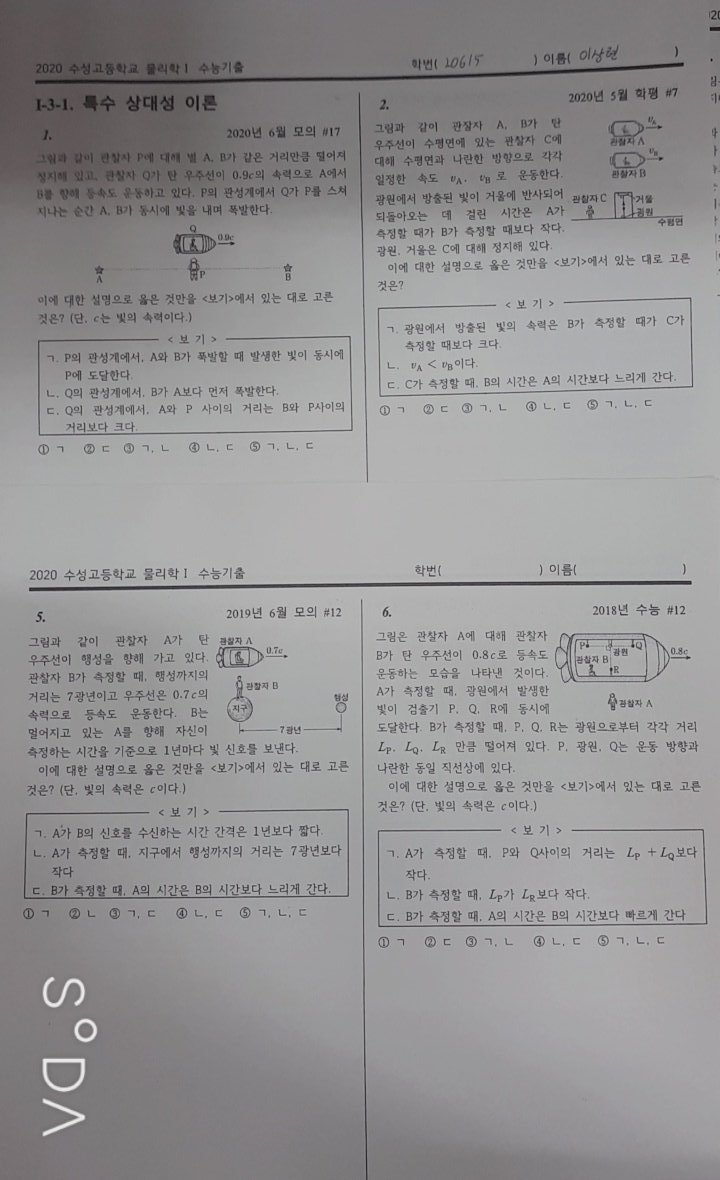 2020 수성고등학교 물리학Ⅰ 수능기출
학번( 20615 ) 이름( 이상현 )
Ⅰ-3-1. 특수 상대성 이론
1.
2020년 6월 모의 #17
그림과 같이 관찰자 P에 대해 별 A, B가 같은 거리만큼 떨어져
정지해 있고, 관찰자 Q가 탄 우주선이 0.9c의 속력으로 A에서
B를 향해 등속도 운동하고 있다. P의 관성계에서 Q가 P를 스쳐
지나는 순간 A, B가 동시에 빛을 내며 폭발한다.
Q
0.9c
A
P
B
이에 대한 설명으로 옳은 것만을 <보기>에서 있는 대로 고른
것은? (단, c는 빛의 속력이다.)
< 보 기 >
ㄱ. P의 관성계에서, A와 B가 폭발할 때 발생한 빛이 동시에
P에 도달한다.
ㄴ. Q의 관성계에서, B가 A보다 먼저 폭발한다.
ㄷ. Q의 관성계에서, A와 P 사이의 거리는 B와 P사이의
거리보다 크다.
① ㄱ ② ㄷ ③ ㄱ, ㄴ ④ ㄴ, ㄷ ⑤ ㄱ, ㄴ, ㄷ
2.
2020년 5월 학평 #7
그림과 같이 관찰자 A, B가 탄
우주선이 수평면에 있는 관찰자 C에
대해 수평면과 나란한 방향으로 각각
일정한 속도 vA, vB로 운동한다.
광원에서 방출된 빛이 거울에 반사되어
되돌아오는 데 걸린 시간은 A가
측정할 때가 B가 측정할 때보다 작다.
광원, 거울은 C에 대해 정지해 있다.
vA
관찰자 A
vB
관찰자 B
관찰자 C
거울
광원
수평면
이에 대한 설명으로 옳은 것만을 <보기>에서 있는 대로 고른
것은?
< 보 기 >
ㄱ. 광원에서 방출된 빛의 속력은 B가 측정할 때가 C가
측정할 때보다 크다.
ㄴ. vA < vB이다.
ㄷ. C가 측정할 때, B의 시간은 A의 시간보다 느리게 간다.
① ㄱ ② ㄷ ③ ㄱ, ㄴ ④ ㄴ, ㄷ ⑤ ㄱ, ㄴ, ㄷ
2020 수성고등학교 물리학Ⅰ 수능기출
학번( ) 이름( )
5.
2019년 6월 모의 #12
그림과 같이 관찰자 A가 탄
우주선이 행성을 향해 가고 있다.
관찰자 B가 측정할 때, 행성까지의
거리는 7광년이고 우주선은 0.7c의
속력으로 등속도 운동한다. B는
멀어지고 있는 A를 향해 자신이
측정하는 시간을 기준으로 1년마다 빛 신호를 보낸다.
관찰자 A
0.7c
관찰자 B
지구
행성
7광년
이에 대한 설명으로 옳은 것만을 <보기>에서 있는 대로 고른
것은? (단, 빛의 속력은 c이다.)
< 보 기 >
ㄱ. A가 B의 신호를 수신하는 시간 간격은 1년보다 짧다.
ㄴ. A가 측정할 때, 지구에서 행성까지의 거리는 7광년보다
작다
ㄷ. B가 측정할 때, A의 시간은 B의 시간보다 느리게 간다.
① ㄱ ② ㄴ ③ ㄱ, ㄷ ④ ㄴ, ㄷ ⑤ ㄱ, ㄴ, ㄷ
6.
2018년 수능 #12
그림은 관찰자 A에 대해 관찰자
B가 탄 우주선이 0.8c로 등속도
운동하는 모습을 나타낸 것이다.
A가 측정할 때, 광원에서 발생한
빛이 검출기 P, Q, R에 동시에
도달한다. B가 측정할 때, P, Q, R는 광원으로부터 각각 거리
LP, LQ, LR 만큼 떨어져 있다. P, 광원, Q는 운동 방향과
나란한 동일 직선상에 있다.
P
Q
광원
관찰자 B
R
0.8c
관찰자 A
이에 대한 설명으로 옳은 것만을 <보기>에서 있는 대로 고른
것은? (단, 빛의 속력은 c이다.)
< 보 기 >
ㄱ. A가 측정할 때, P와 Q사이의 거리는 LP + LQ보다
작다.
ㄴ. B가 측정할 때, LP가 LR보다 작다.
ㄷ. B가 측정할 때, A의 시간은 B의 시간보다 빠르게 간다
① ㄱ ② ㄷ ③ ㄱ, ㄴ ④ ㄴ, ㄷ ⑤ ㄱ, ㄴ, ㄷ